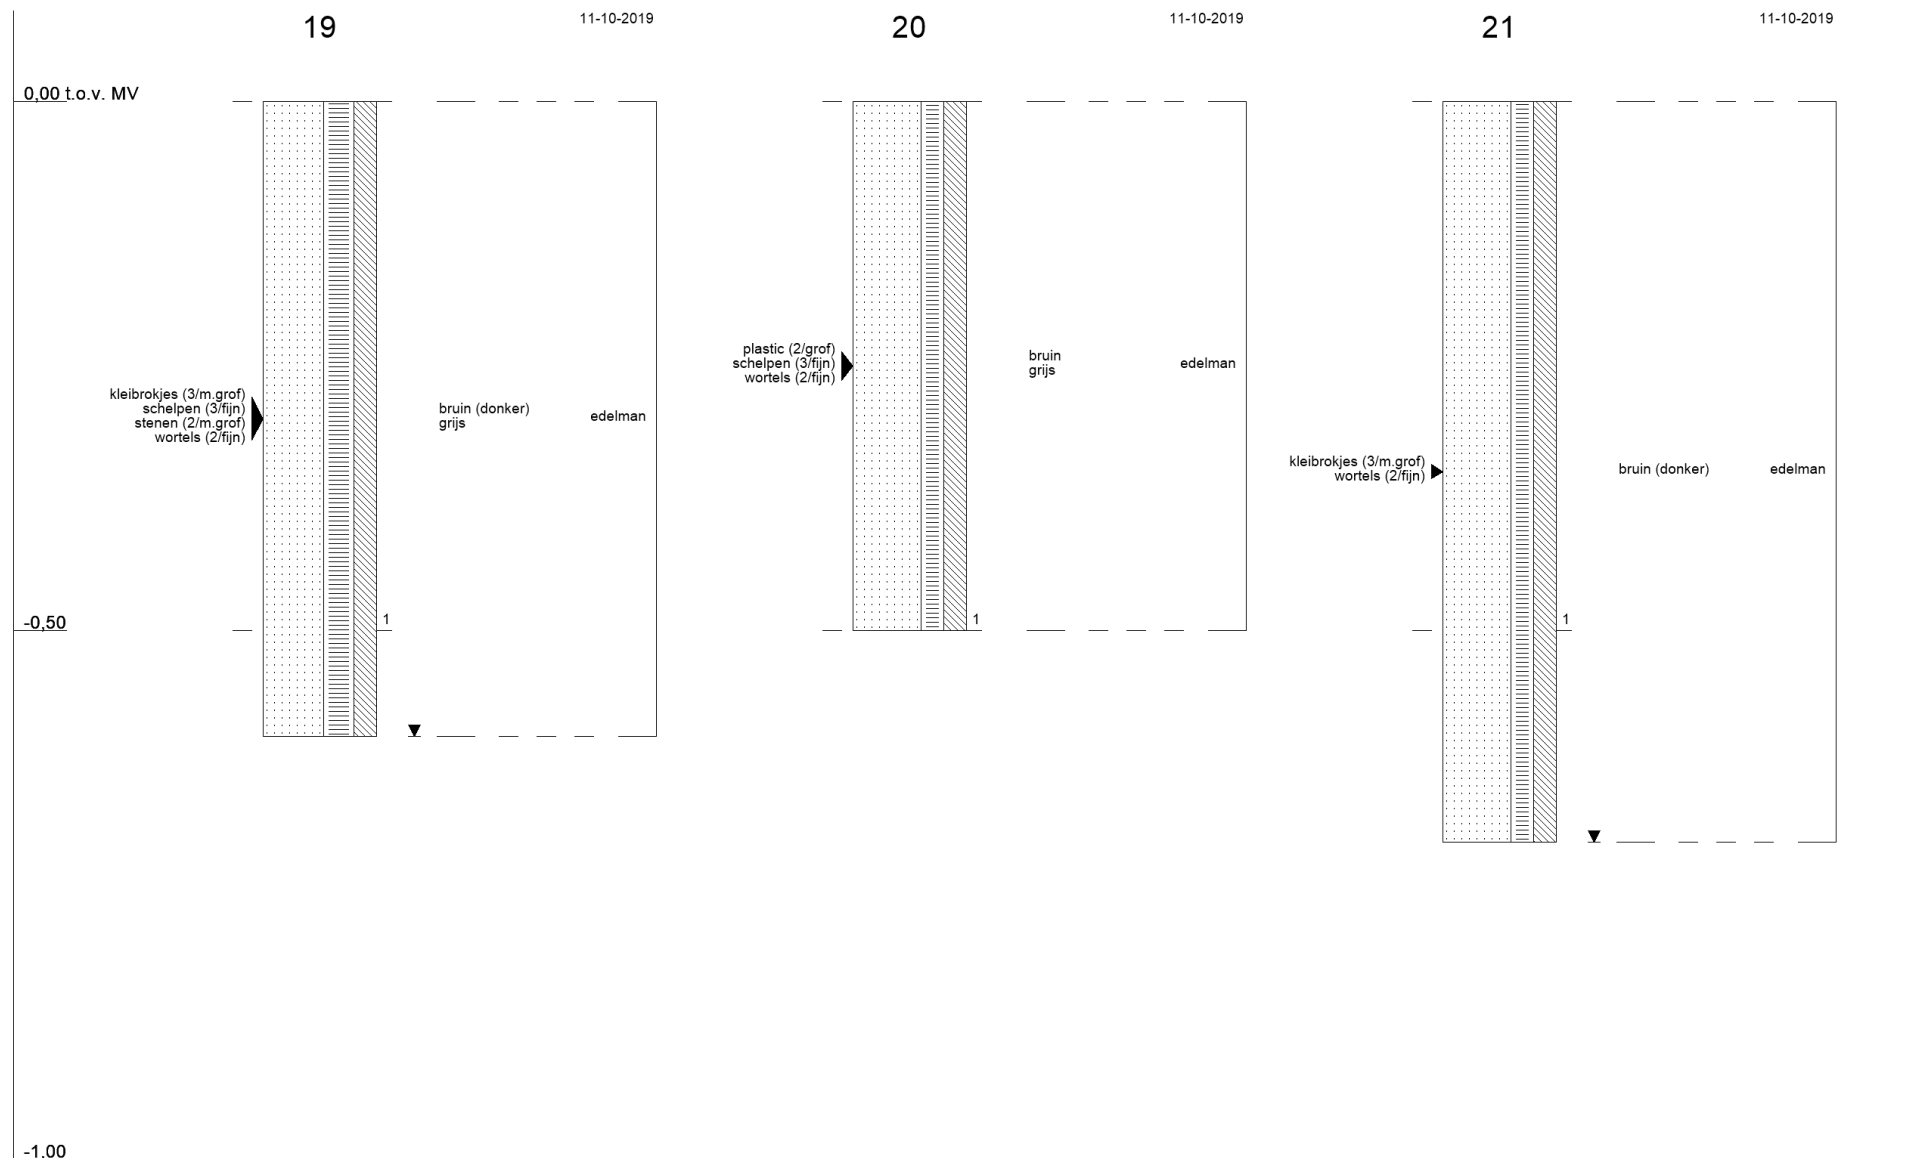 19
11-10-2019
20
11-10-2019
21
11-10-2019
0,00 t.o.v. MV
kleibrokjes (3/m.grof)
schelpen (3/fijn)
stenen (2/m.grof)
wortels (2/fijn)
bruin (donker)
grijs
edelman
1
plastic (2/grof)
schelpen (3/fijn)
wortels (2/fijn)
bruin
grijs
edelman
1
kleibrokjes (3/m.grof)
wortels (2/fijn)
bruin (donker)
edelman
1
-0,50
-1,00